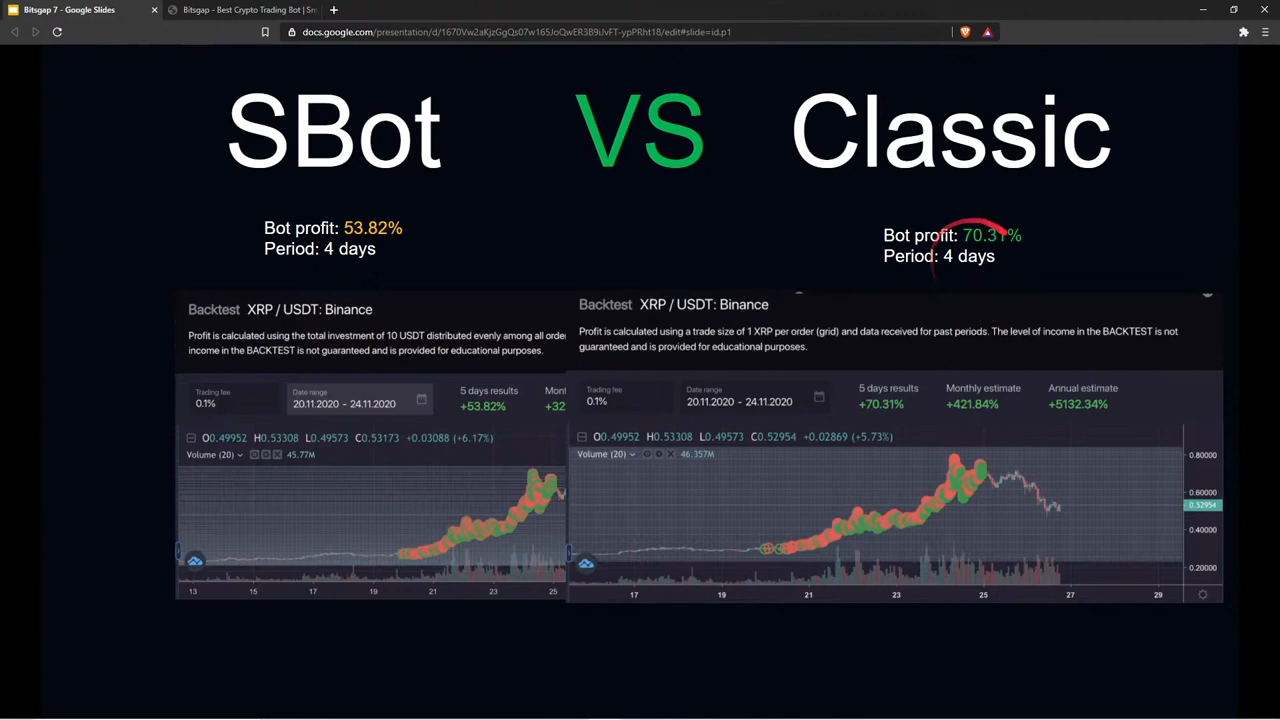 Bitsgap 7 - Google Slides
Bitsgap - Best Crypto Trading Bot | Sm
docs.google.com/presentation/d/1670Vw2aKjzGgQs07w165JoQwER3B9iJvFT-ypPRht18/edit#slide=id.p1
SBot VS Classic
Bot profit: 53.82%
Period: 4 days
Bot profit: 70.31%
Period: 4 days
Backtest XRP / USDT: Binance
Profit is calculated using the total investment of 10 USDT distributed evenly among all orde
income in the BACKTEST is not guaranteed and is provided for educational purposes.
Trading fee
0.1%
Date range
20.11.2020 - 24.11.2020
5 days results
+53.82%
Mont
+32
O0.49952 H0.53308 L0.49573 C0.53173 +0.03088 (+6.17%)
Volume (20) 45.77M
13 15 17 19 21 23 25
Backtest XRP / USDT: Binance
Profit is calculated using a trade size of 1 XRP per order (grid) and data received for past periods. The level of income in the BACKTEST is not
guaranteed and is provided for educational purposes.
Trading fee
0.1%
Date range
20.11.2020 - 24.11.2020
5 days results
+70.31%
Monthly estimate
+421.84%
Annual estimate
+5132.34%
O0.49952 H0.53308 L0.49573 C0.52954 +0.02869 (+5.73%)
Volume (20) 46.357M
0.80000
0.60000
0.52954
0.40000
0.20000
17 19 21 23 25 27 29